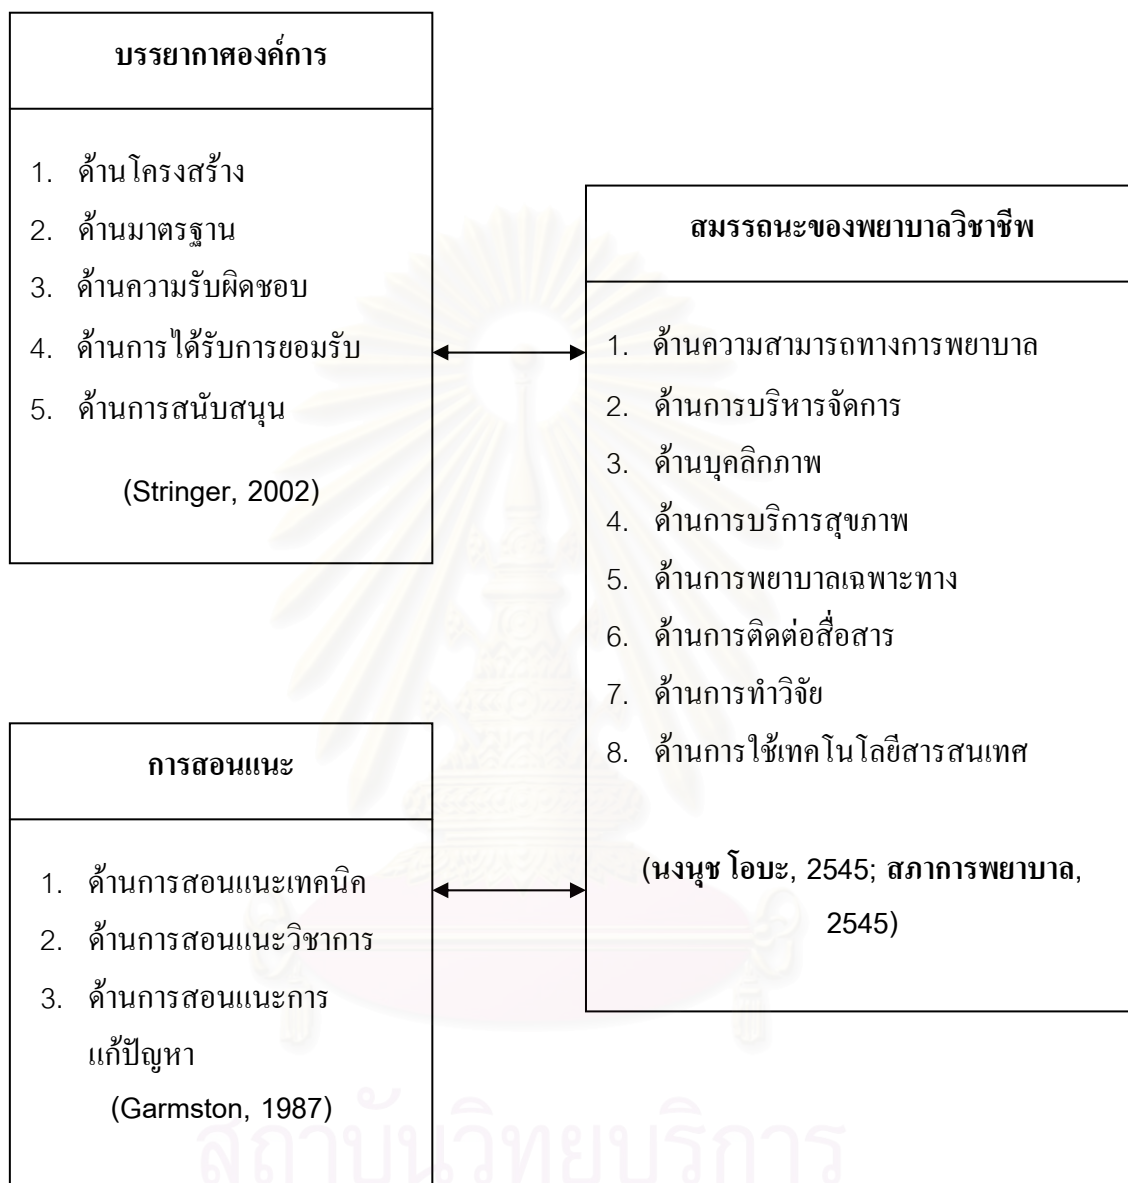 บรรยากาศองค์การ
1. ด้านโครงสร้าง
2. ด้านมาตรฐาน
3. ด้านความรับผิดชอบ
4. ด้านการได้รับการยอมรับ
5. ด้านการสนับสนุน
(Stringer, 2002)
สมรรถนะของพยาบาลวิชาชีพ
1. ด้านความสามารถทางการพยาบาล
2. ด้านการบริหารจัดการ
3. ด้านบุคลิกภาพ
4. ด้านการบริการสุขภาพ
5. ด้านการพยาบาลเฉพาะทาง
6. ด้านการติดต่อสื่อสาร
7. ด้านการทำวิจัย
8. ด้านการใช้เทคโนโลยีสารสนเทศ
(นงนุช โอบะ, 2545; สภาการพยาบาล,
2545)
การสอนแนะ
1. ด้านการสอนแนะเทคนิค
2. ด้านการสอนแนะวิชาการ
3. ด้านการสอนแนะการ
แก้ปัญหา
(Garmston, 1987)
สถาบันวิทยบริการ